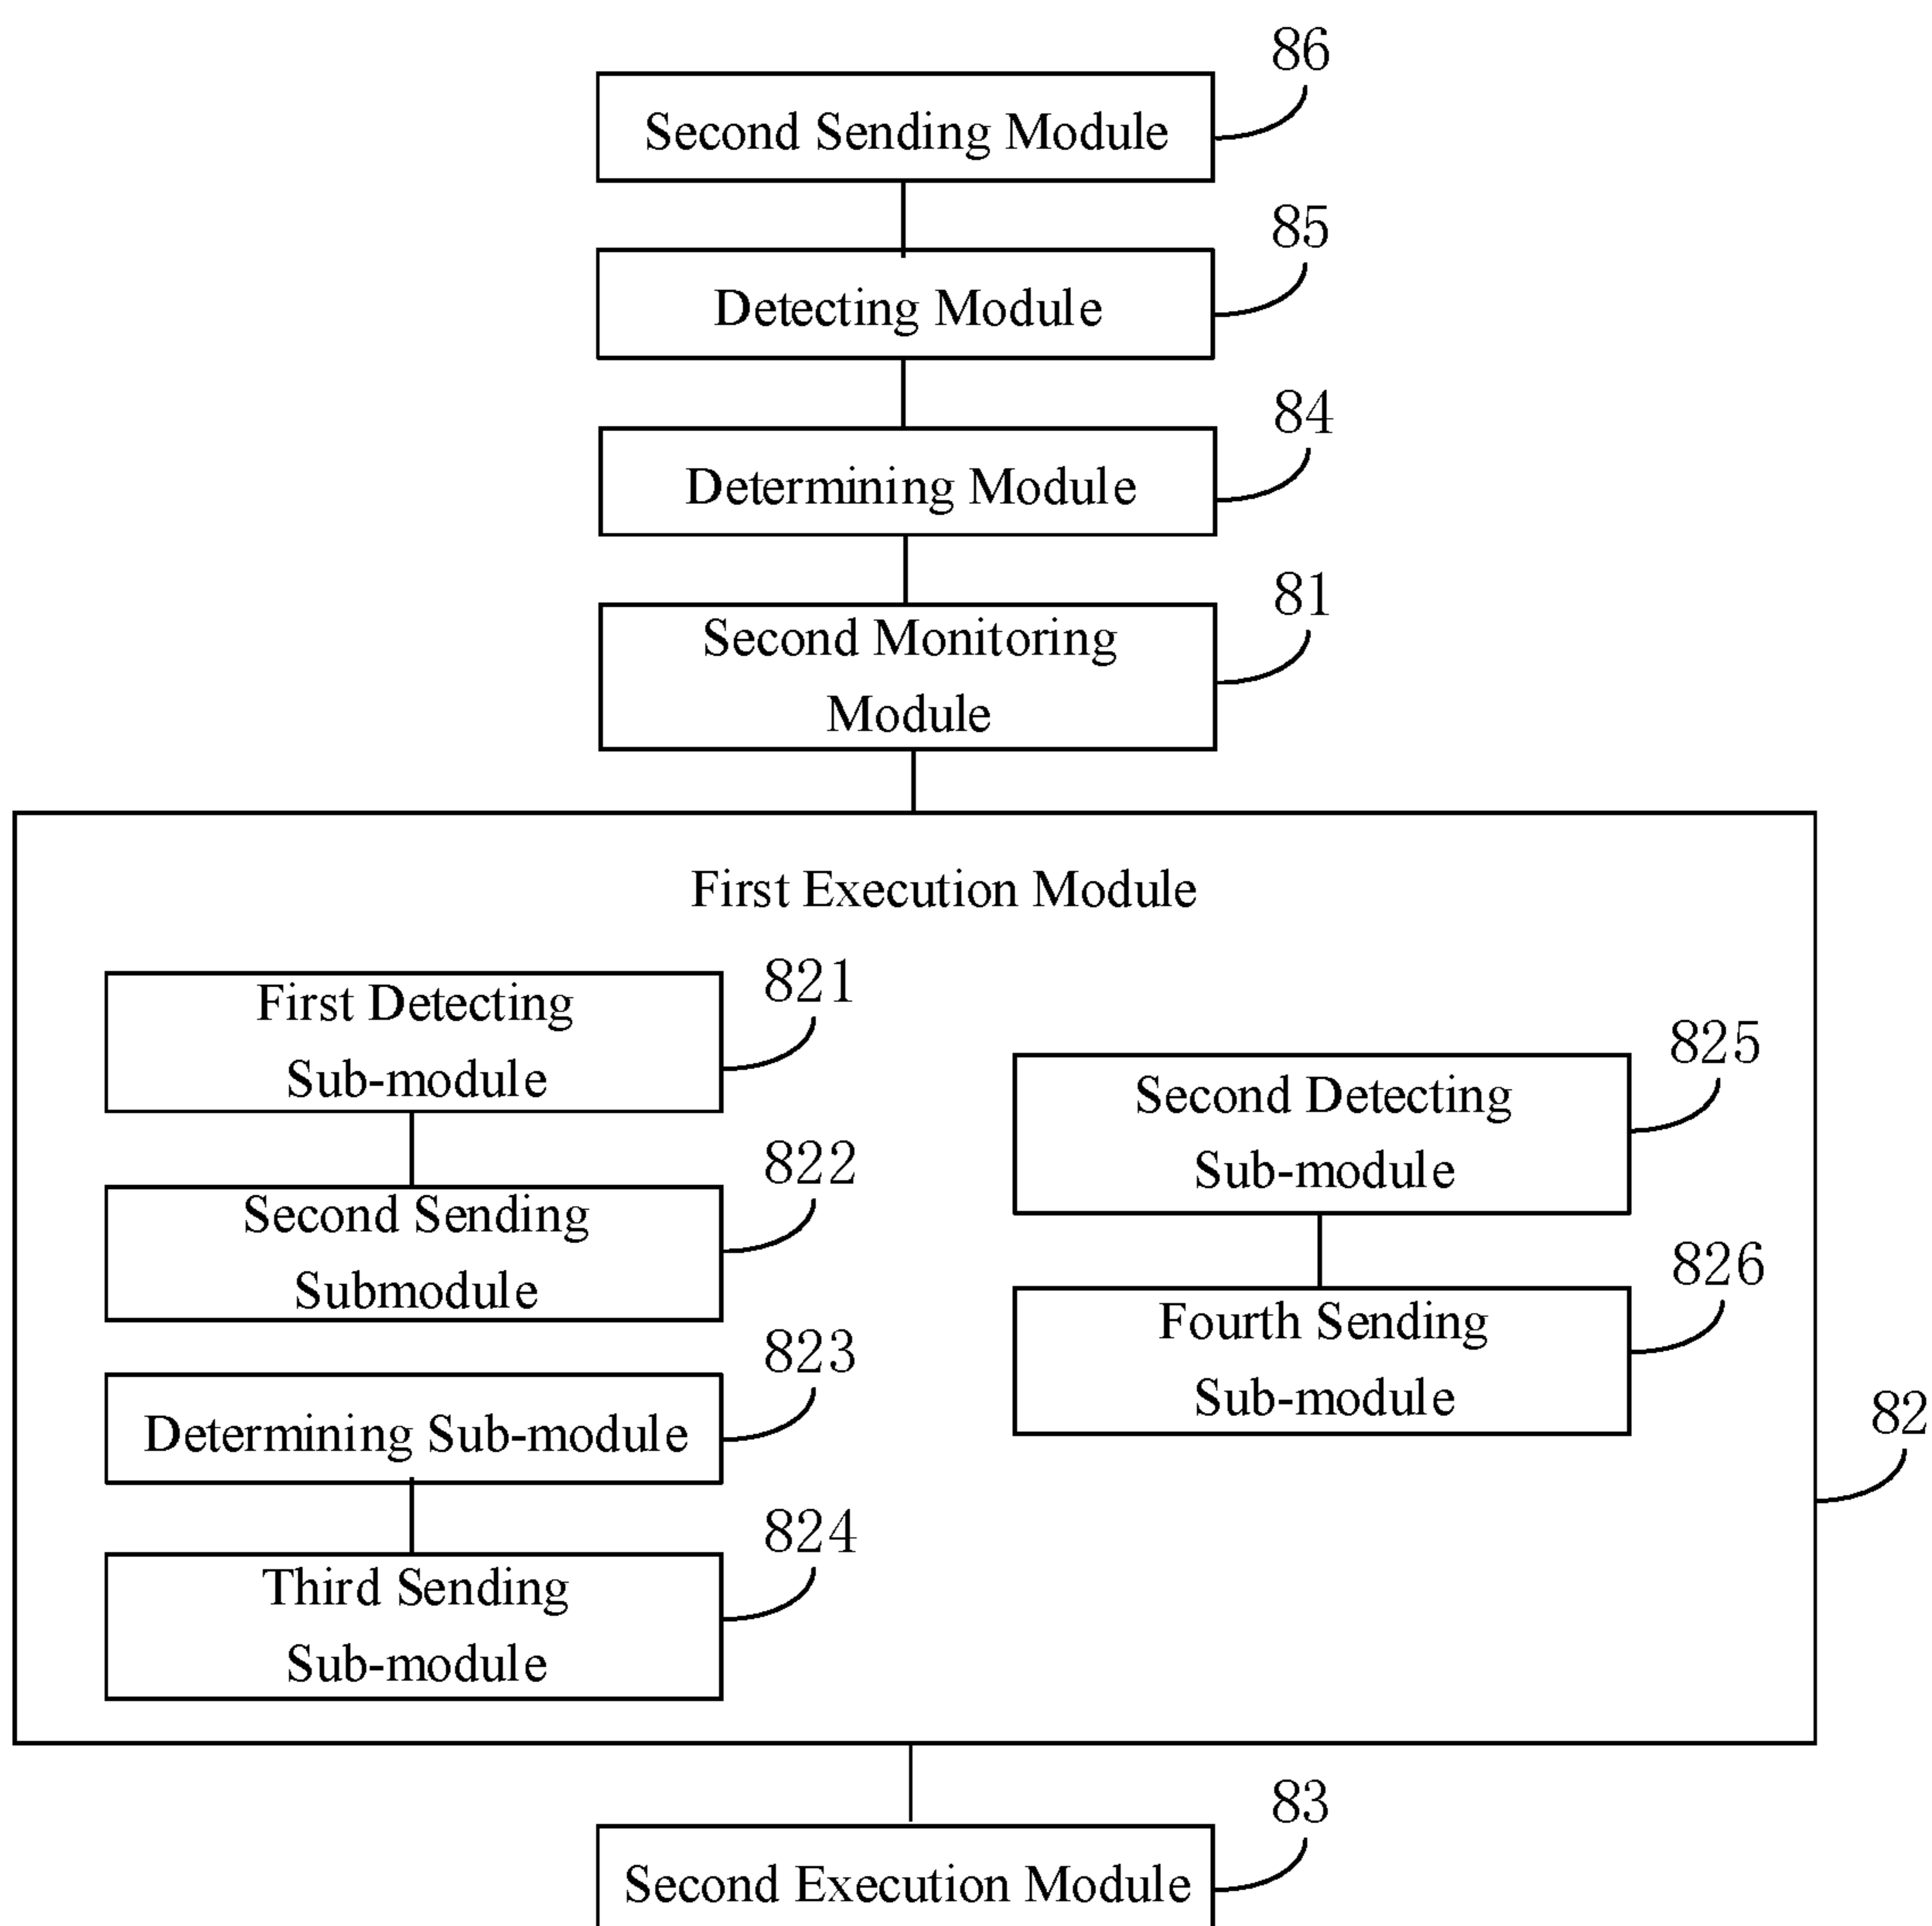 86
Second Sending Module
85
Detecting Module
84
Determining Module
81
Second Monitoring
Module
First Execution Module
821
First Detecting
Sub-module
822
Second Sending
Submodule
823
Determining Sub-module
824
Third Sending
Sub-module
825
Second Detecting
Sub-module
826
Fourth Sending
Sub-module
82
83
Second Execution Module